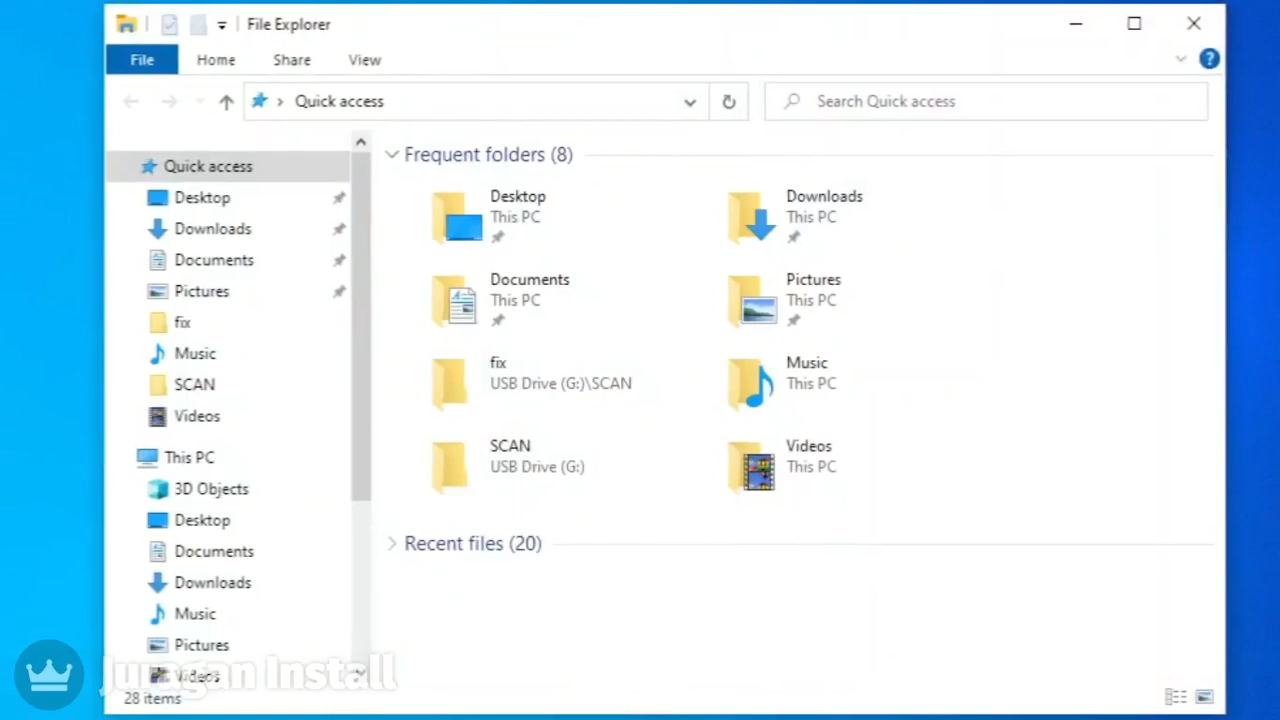 File Explorer
File
Home
Share
View
Quick access
Search Quick access
Quick access
Desktop
Downloads
Documents
Pictures
fix
Music
SCAN
Videos
This PC
3D Objects
Desktop
Documents
Downloads
Music
Pictures
Videos
28 items
Frequent folders (8)
Desktop
This PC
Downloads
This PC
Documents
This PC
Pictures
This PC
fix
USB Drive (G:)\SCAN
Music
This PC
SCAN
USB Drive (G:)
Videos
This PC
Recent files (20)
Juragan Install